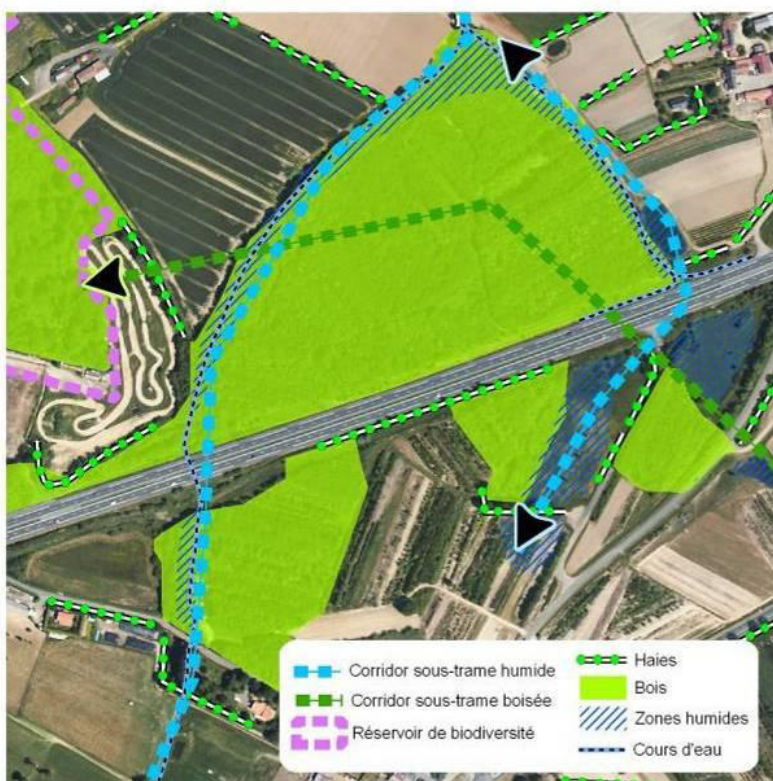 Corridor sous-trame humide
Corridor sous-trame boisée
Réservoir de biodiversité
Haies
Bois
Zones humides
Cours d'eau